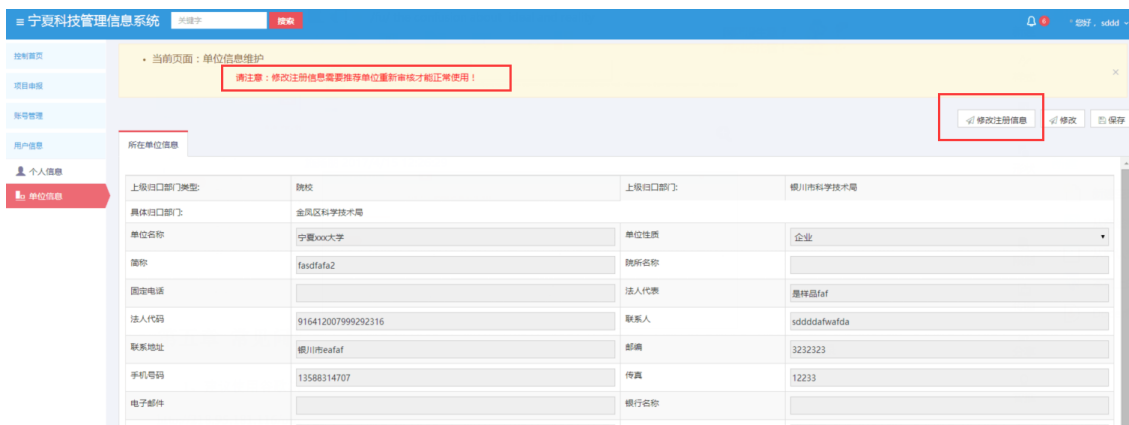 ≡ 宁夏科技管理信息系统 关键字 搜索 6 您好，sddd
控制首页
项目申报
账号管理
用户信息
个人信息
单位信息
• 当前页面：单位信息维护
请注意：修改注册信息需要推荐单位重新审核才能正常使用！
×
修改注册信息 修改 保存
所在单位信息
上级归口部门类型: 院校 上级归口部门: 银川市科学技术局
具体归口部门: 金凤区科学技术局
单位名称 宁夏xxx大学 单位性质 企业
简称 fasdfafa2 院所名称
固定电话 法人代表 是样品faf
法人代码 916412007999292316 联系人 sddddafwafda
联系地址 银川市eafaf 邮编 3232323
手机号码 13588314707 传真 12233
电子邮件 银行名称